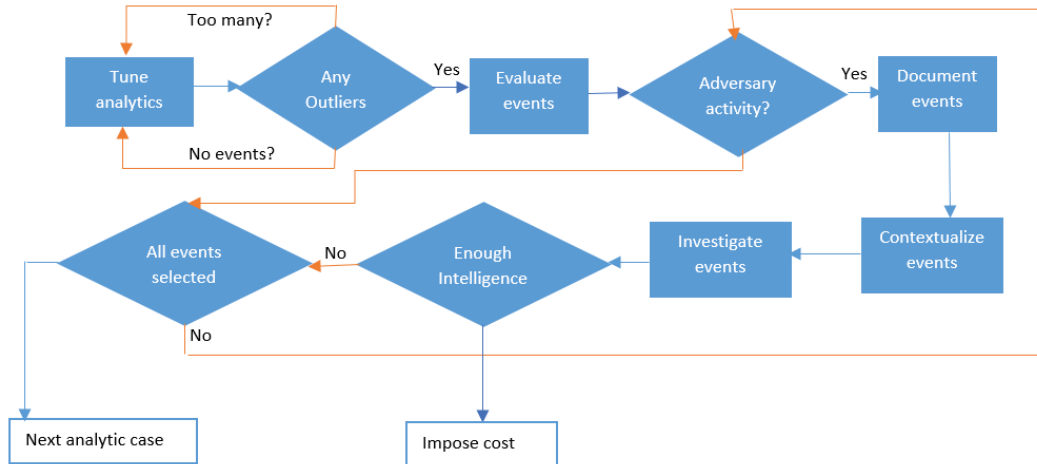 Too many?
Tune
analytics
Any
Outliers
Yes
Evaluate
events
Adversary
activity?
Yes
Document
events
No events?
All events
selected
No
Enough
Intelligence
Investigate
events
Contextualize
events
No
Next analytic case
Impose cost